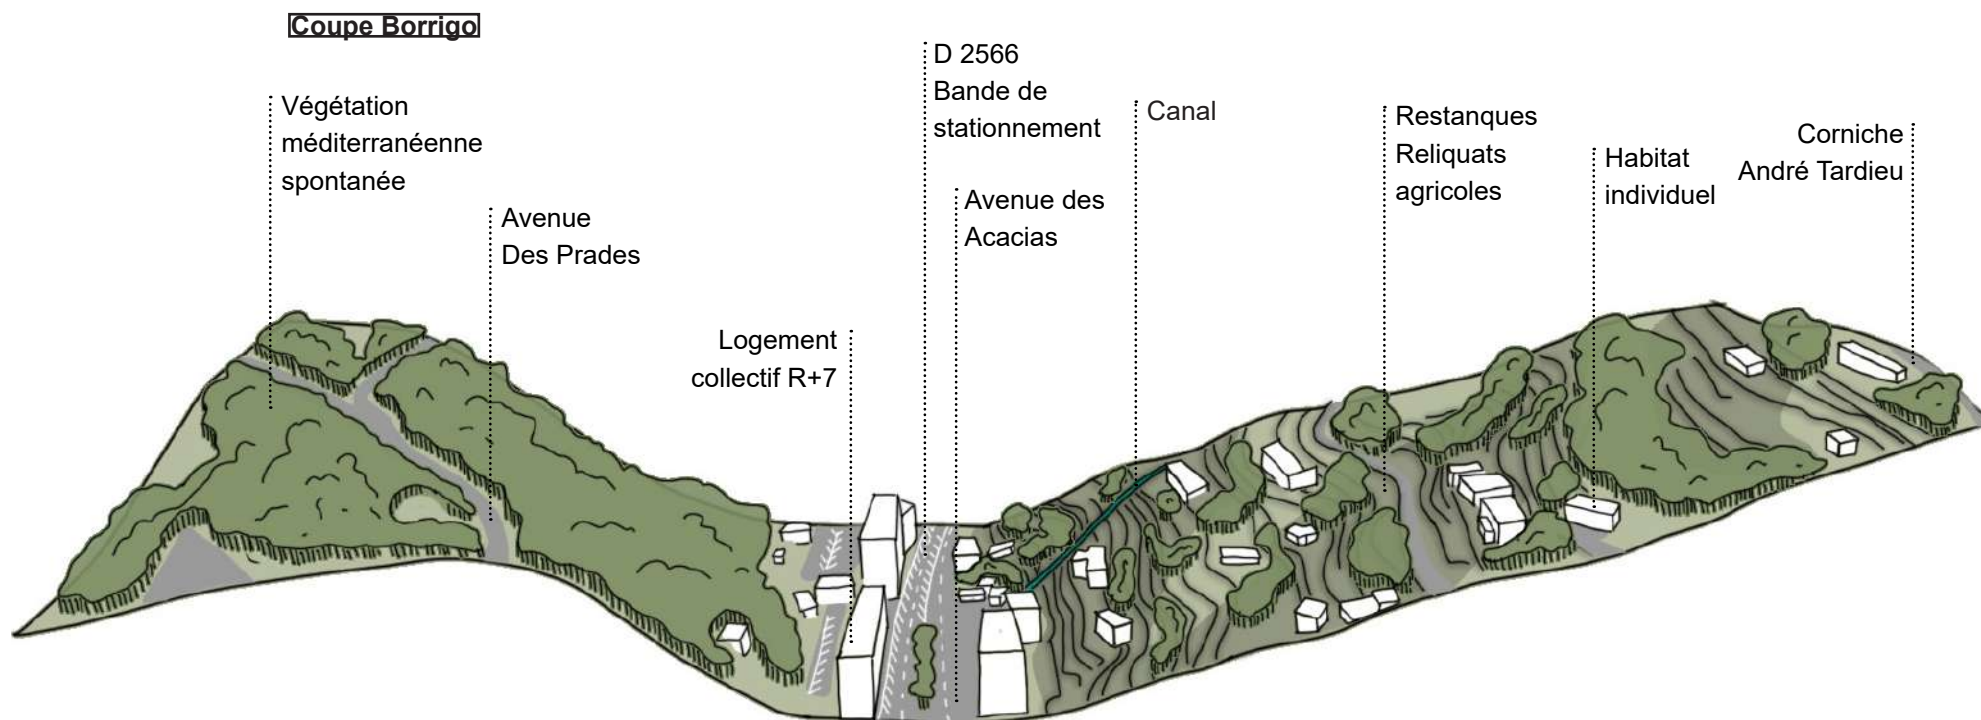 Coupe Borrigo
Végétation
méditerranéenne
spontanée
Avenue
Des Prades
Logement
collectif R+7
D 2566
Bande de
stationnement
Avenue des
Acacias
Canal
Restanques
Reliquats
agricoles
Habitat
individuel
Corniche
André Tardieu